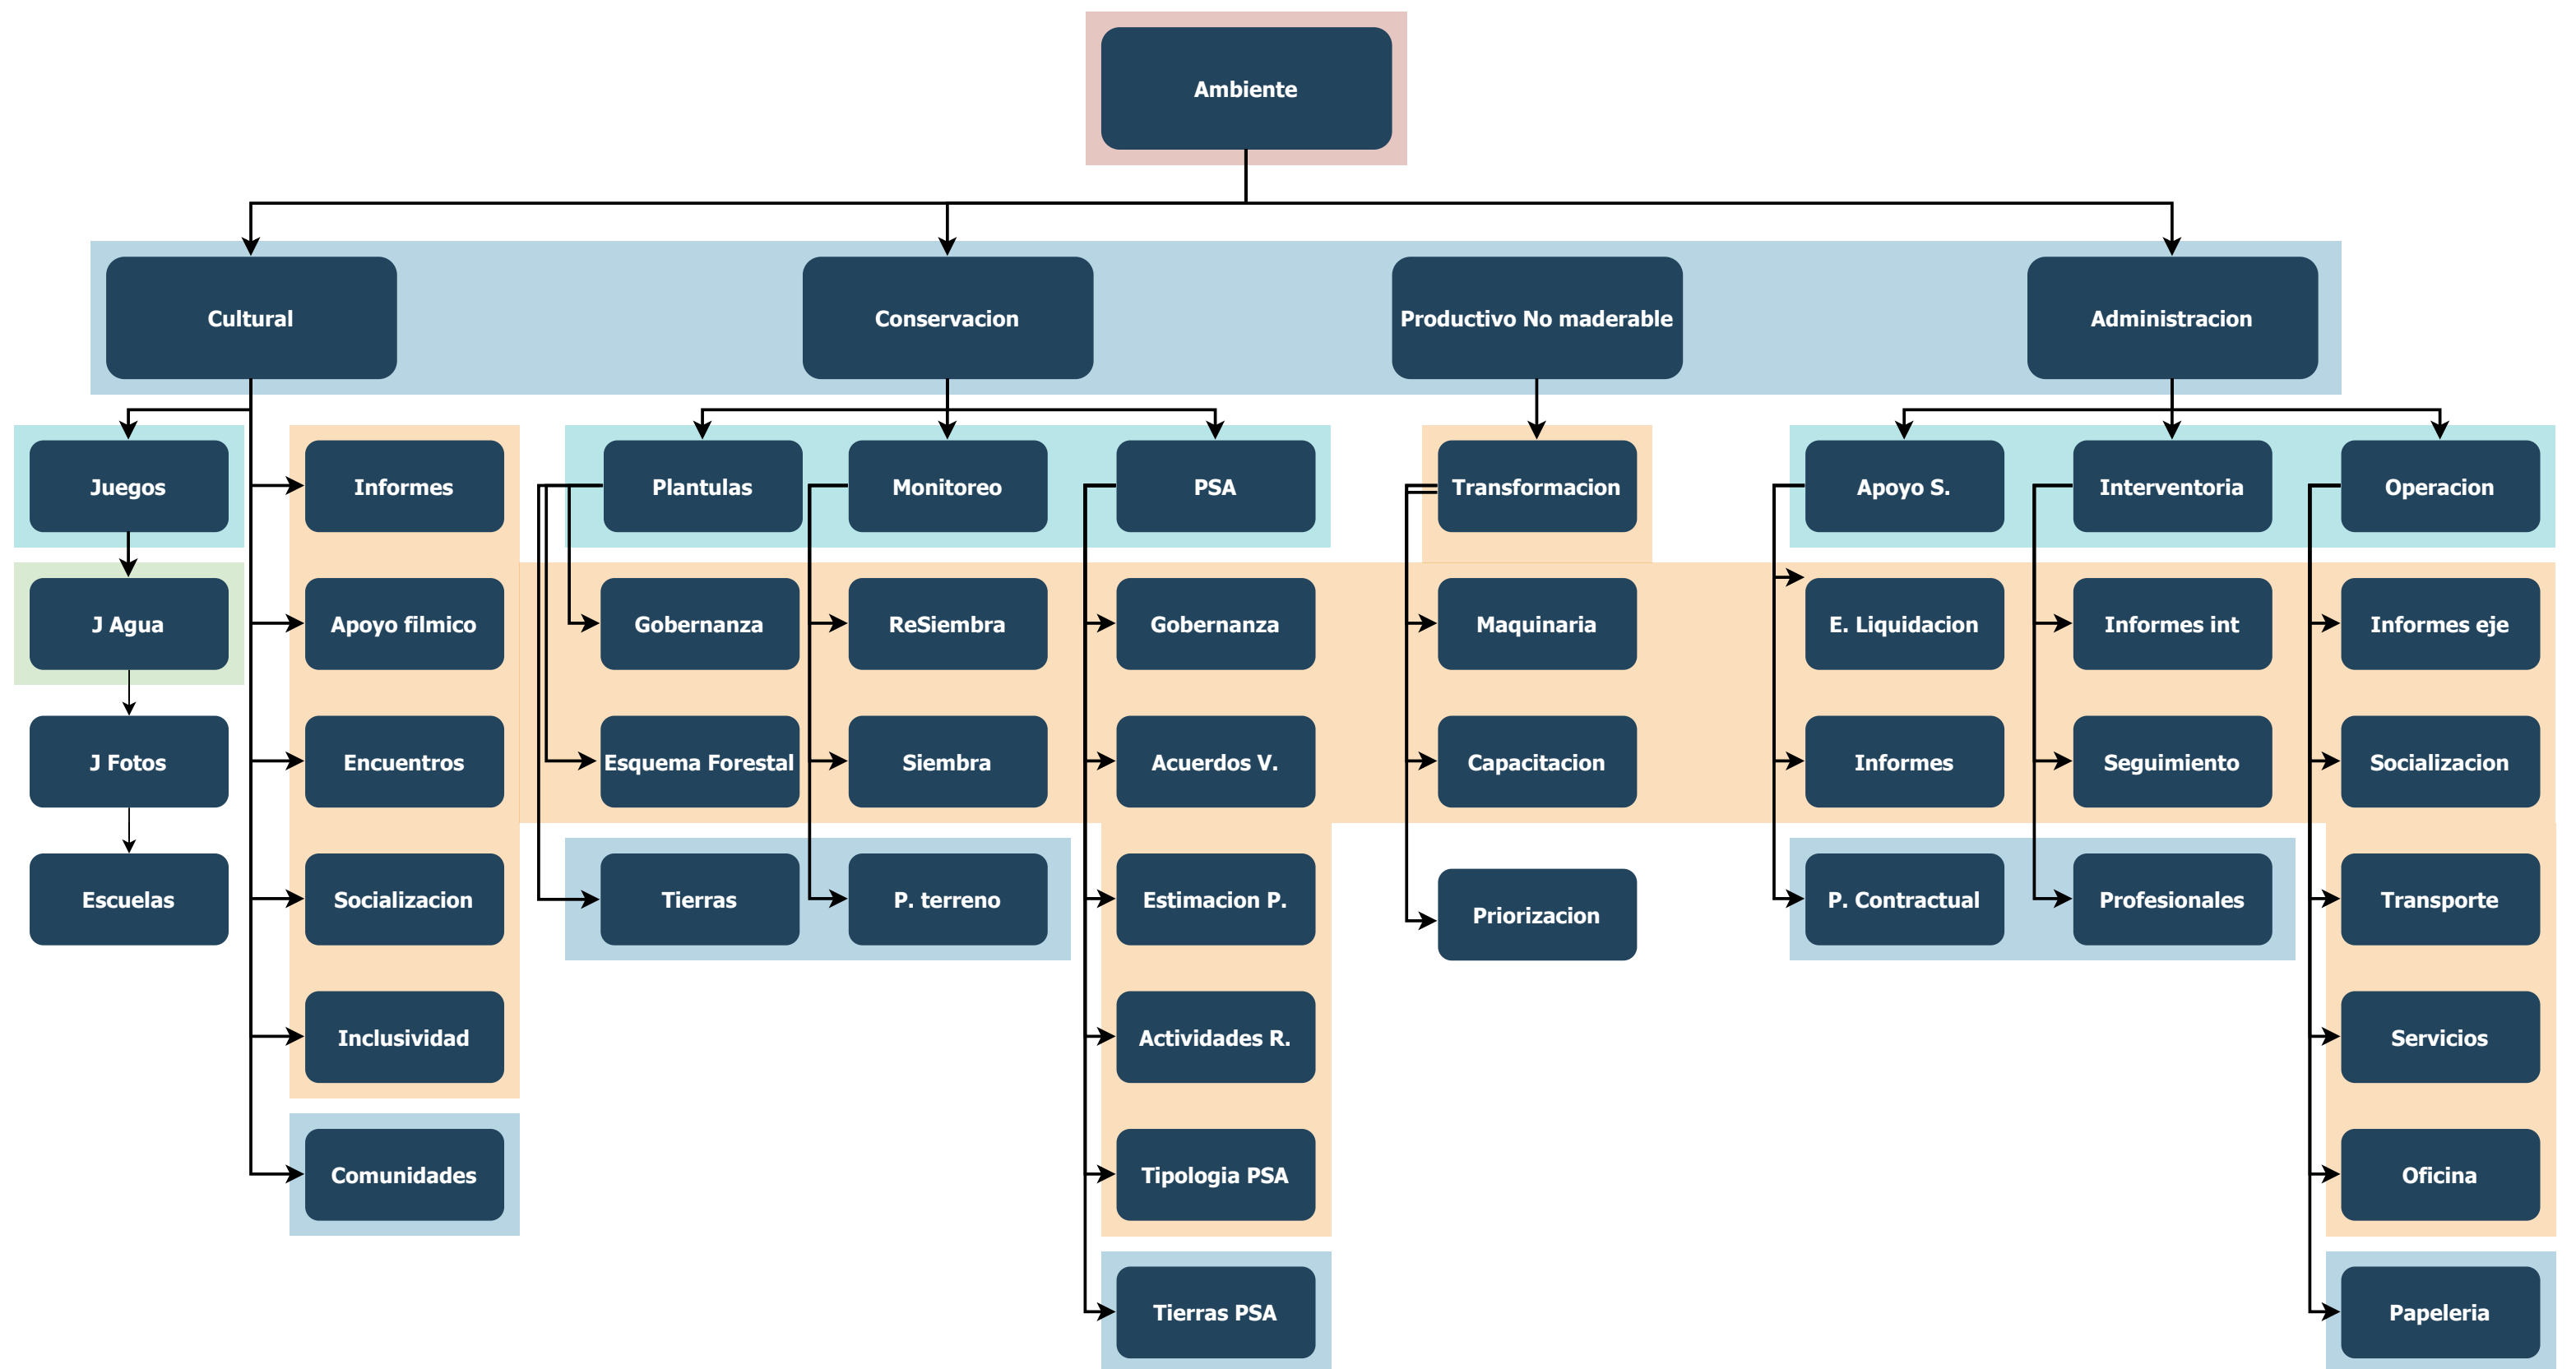 Ambiente
Cultural
Conservacion
Productivo No maderable
Administracion
Juegos
Informes
Plantulas
Monitoreo
PSA
Transformacion
Apoyo S.
Interventoria
Operacion
J Agua
Apoyo filmico
Gobernanza
ReSiembra
Gobernanza
Maquinaria
E. Liquidacion
Informes int
Informes eje
J Fotos
Encuentros
Esquema Forestal
Siembra
Acuerdos V.
Capacitacion
Informes
Seguimiento
Socializacion
Escuelas
Socializacion
Tierras
P. terreno
Estimacion P.
Priorizacion
P. Contractual
Profesionales
Transporte
Inclusividad
Actividades R.
Servicios
Comunidades
Tipologia PSA
Oficina
Tierras PSA
Papeleria